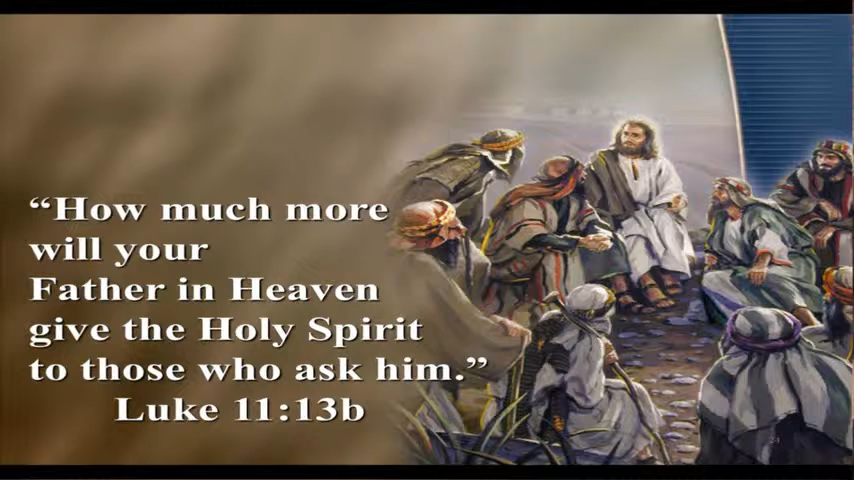 “How much more
will your
Father in Heaven
give the Holy Spirit
to those who ask him.”
Luke 11:13b
24